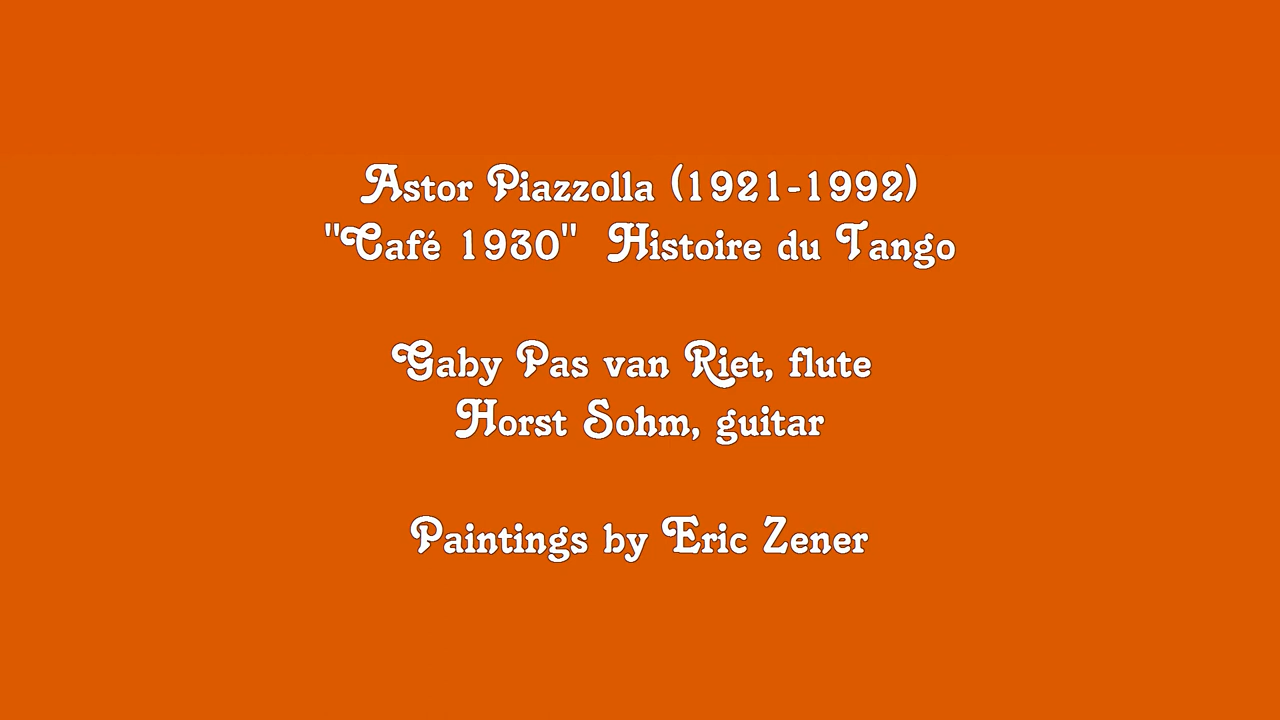 Astor Piazzolla (1921-1992)
"Café 1930"  Histoire du Tango
Gaby Pas van Riet, flute
Horst Sohm, guitar
Paintings by Eric Zener